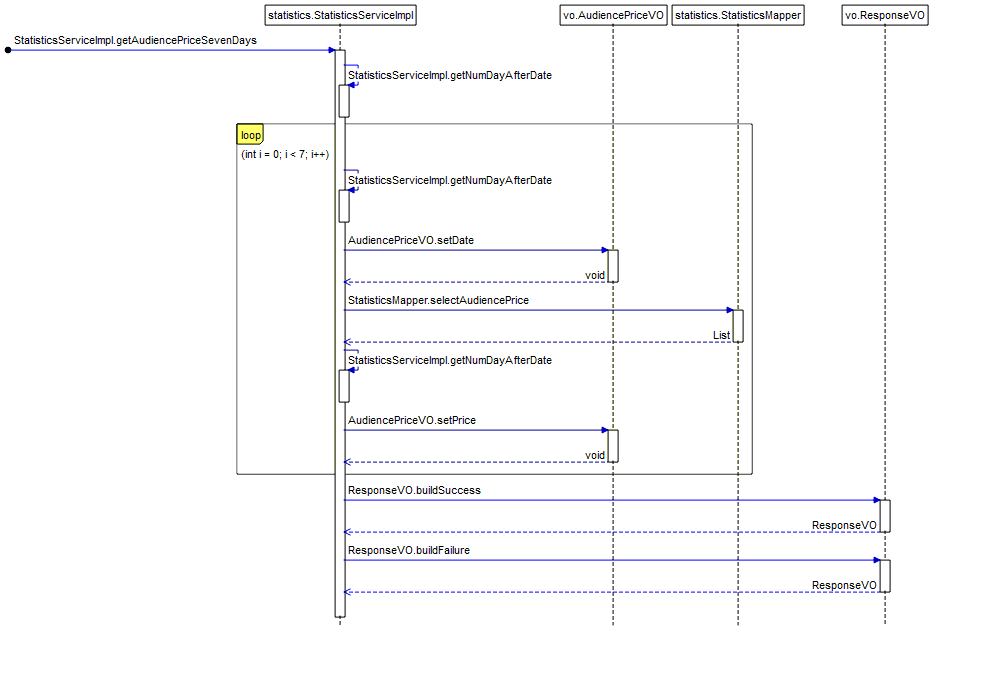 statistics.StatisticsServiceImpl
vo.AudiencePriceVO
statistics.StatisticsMapper
vo.ResponseVO
StatisticsServiceImpl.getAudiencePriceSevenDays
StatisticsServiceImpl.getNumDayAfterDate
loop
(int i = 0; i < 7; i++)
StatisticsServiceImpl.getNumDayAfterDate
AudiencePriceVO.setDate
void
StatisticsMapper.selectAudiencePrice
List
StatisticsServiceImpl.getNumDayAfterDate
AudiencePriceVO.setPrice
void
ResponseVO.buildSuccess
ResponseVO
ResponseVO.buildFailure
ResponseVO